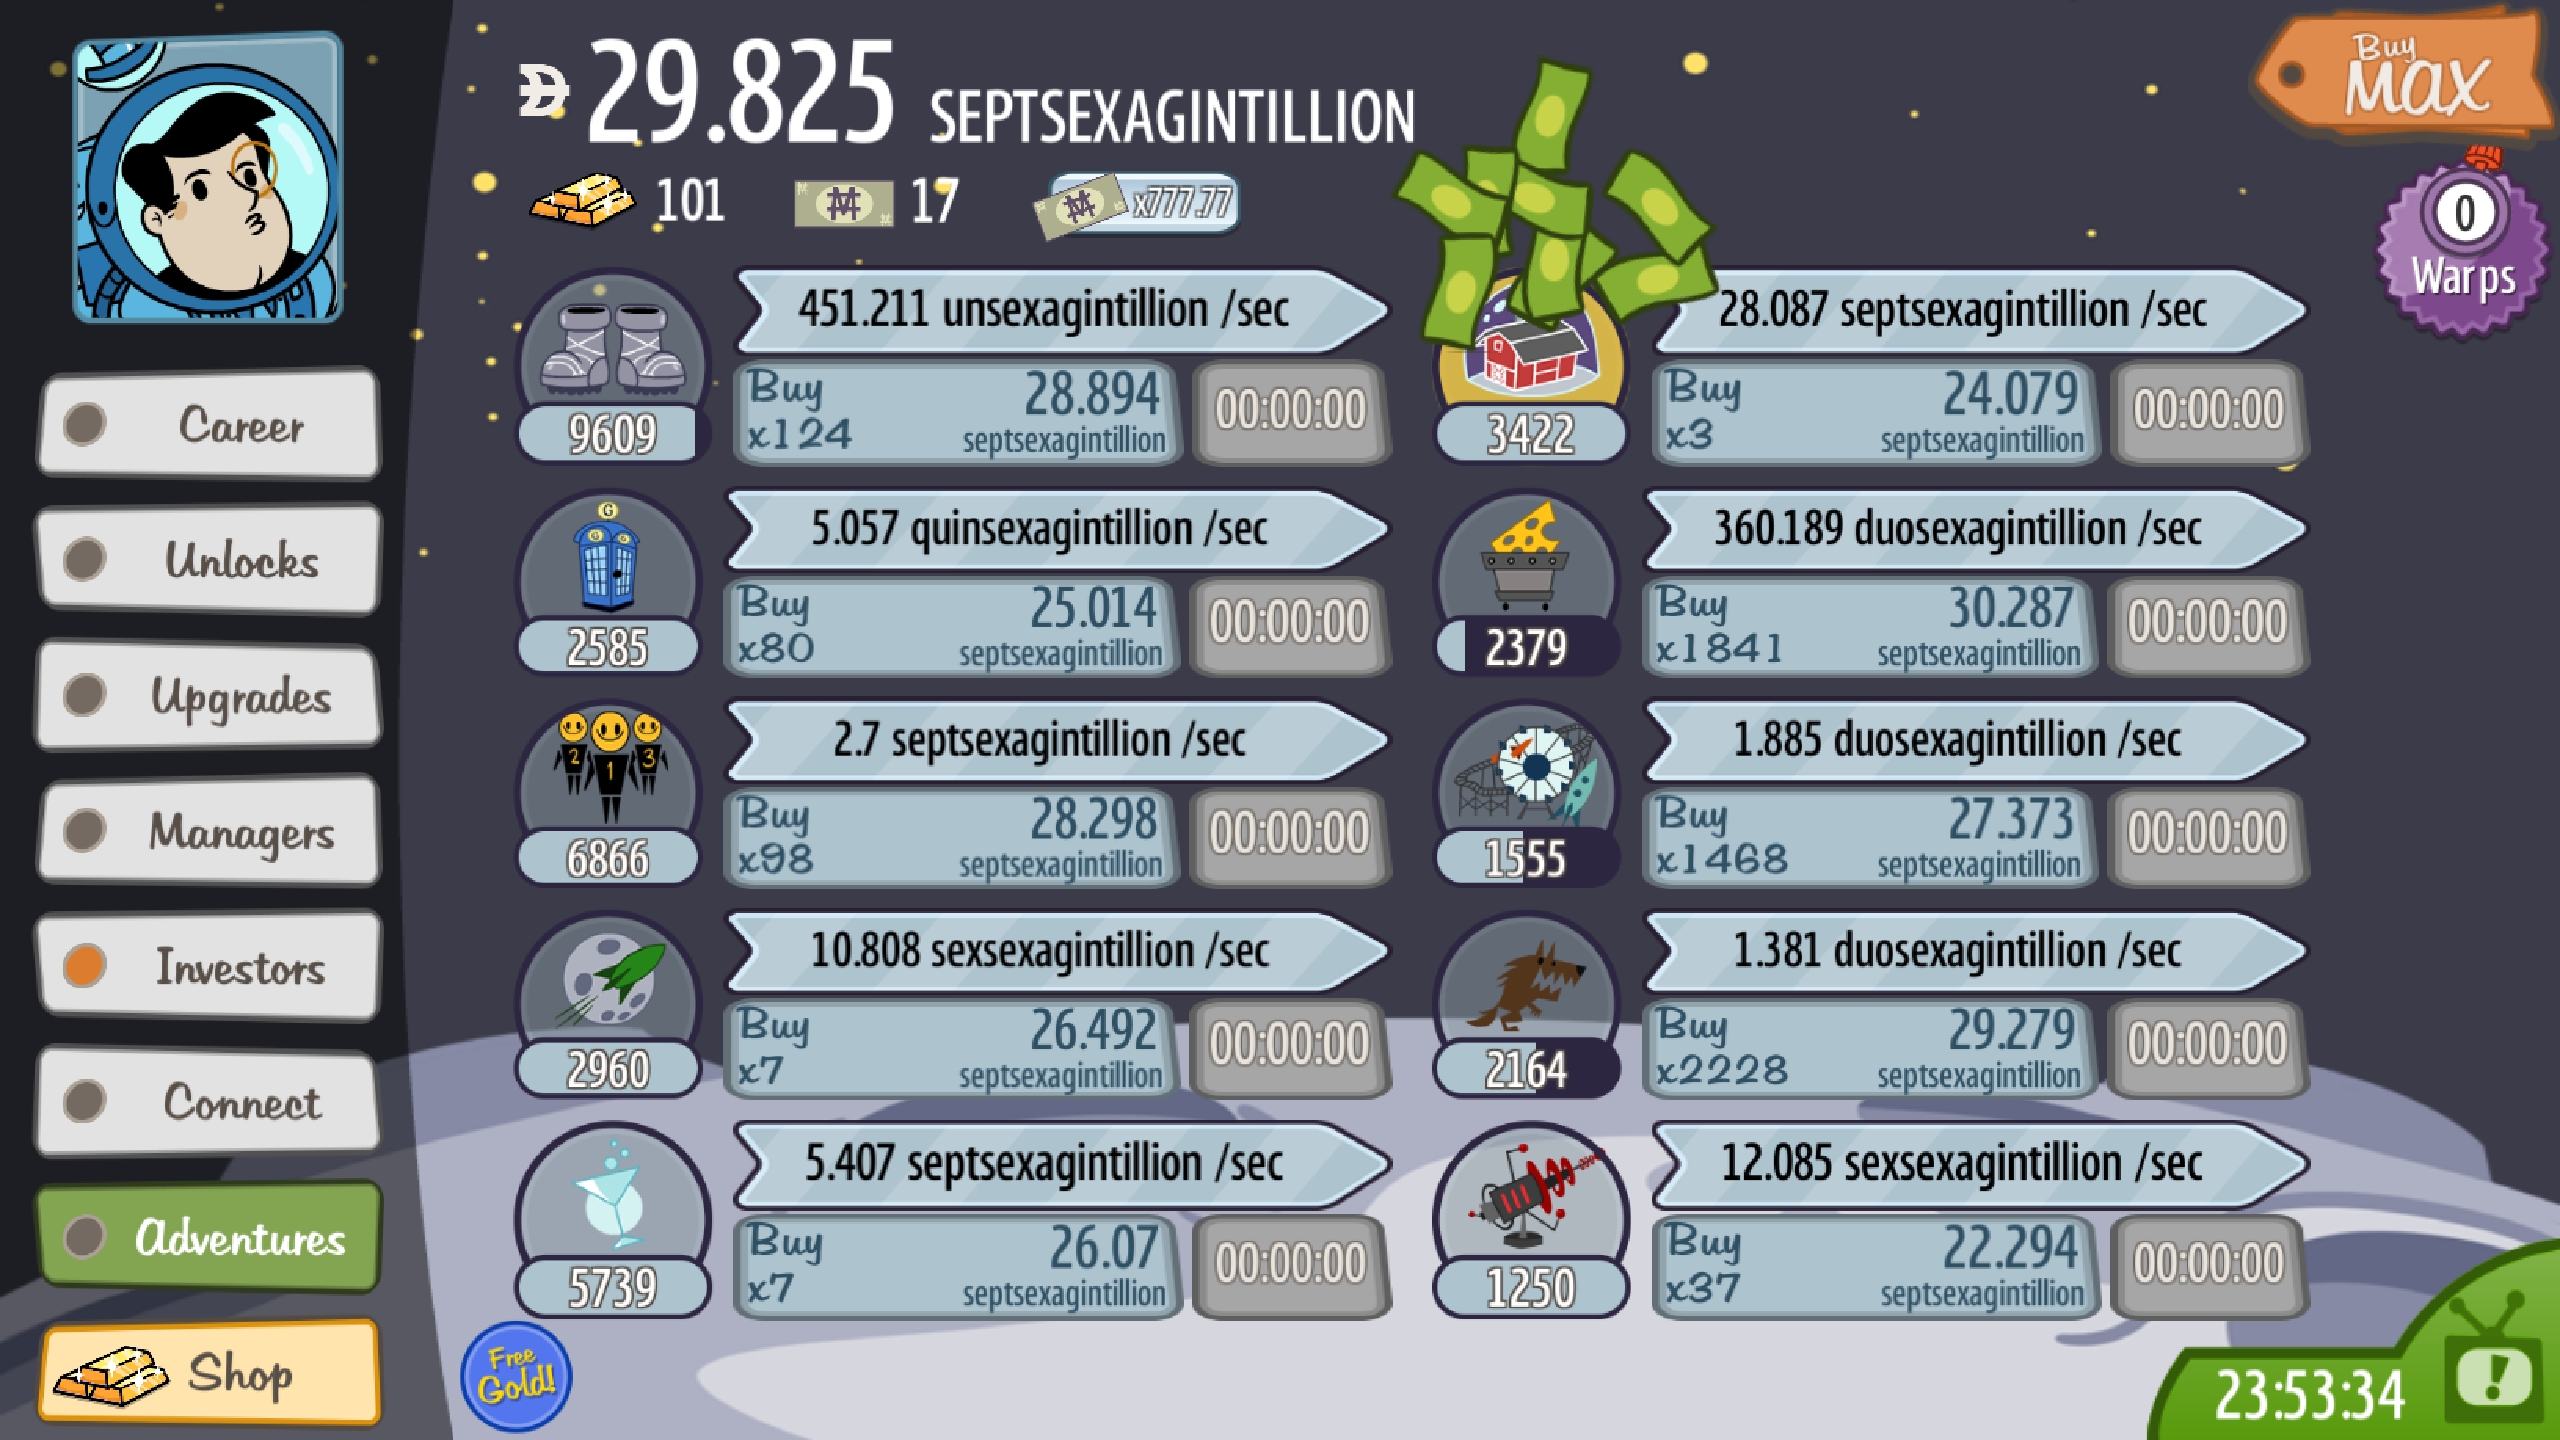 29.825 SEPTSEXAGINTILLION
Buy
MAX
101
17
x777.77
0
Warps
Career
Unlocks
Upgrades
Managers
Investors
Connect
Adventures
Shop
451.211 unsexagintillion /sec
9609
Buy 28.894
x124 septsexagintillion
00:00:00
G
G G
5.057 quinsexagintillion /sec
2585
Buy 25.014
x80 septsexagintillion
00:00:00
2 1 3
2.7 septsexagintillion /sec
6866
Buy 28.298
x98 septsexagintillion
00:00:00
10.808 sexsexagintillion /sec
2960
Buy 26.492
x7 septsexagintillion
00:00:00
5.407 septsexagintillion /sec
5739
Buy 26.07
x7 septsexagintillion
00:00:00
28.087 septsexagintillion /sec
3422
Buy 24.079
x3 septsexagintillion
00:00:00
360.189 duosexagintillion /sec
2379
Buy 30.287
x1841 septsexagintillion
00:00:00
1.885 duosexagintillion /sec
1555
Buy 27.373
x1468 septsexagintillion
00:00:00
1.381 duosexagintillion /sec
2164
Buy 29.279
x2228 septsexagintillion
00:00:00
12.085 sexsexagintillion /sec
1250
Buy 22.294
x37 septsexagintillion
00:00:00
Free
Gold!
23:53:34
!